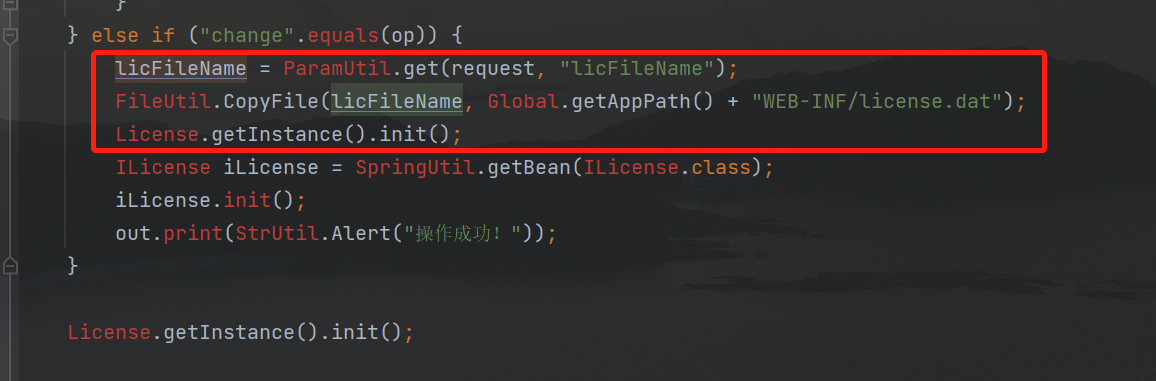 }
} else if ("change".equals(op)) {
licFileName = ParamUtil.get(request, "licFileName");
FileUtil.CopyFile(licFileName, Global.getAppPath() + "WEB-INF/license.dat");
License.getInstance().init();
ILicense iLicense = SpringUtil.getBean(ILicense.class);
iLicense.init();
out.print(StrUtil.Alert("操作成功！"));
}
License.getInstance().init();